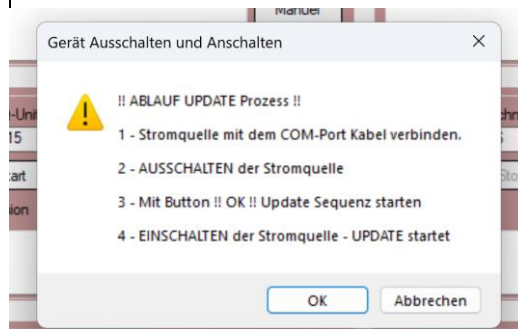 Manuel
Gerät Ausschalten und Anschalten
!! ABLAUF UPDATE Prozess !!
1 - Stromquelle mit dem COM-Port Kabel verbinden.
2 - AUSSCHALTEN der Stromquelle
3 - Mit Button !! OK !! Update Sequenz starten
4 - EINSCHALTEN der Stromquelle - UPDATE startet
OK
Abbrechen